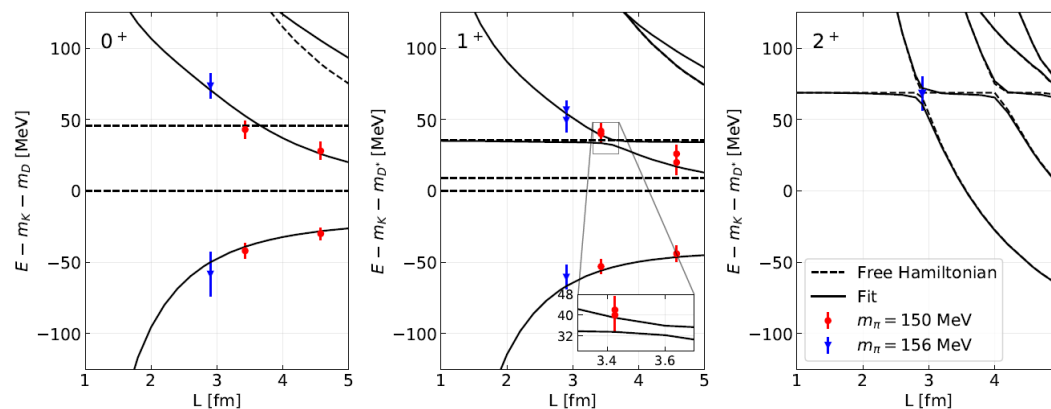 0⁺
100
50
0
−50
−100
E − m_K − m_D [MeV]
1 2 3 4 5
L [fm]
1⁺
100
50
0
−50
−100
E − m_K − m_D* [MeV]
48
40
32
3.4 3.6
1 2 3 4 5
L [fm]
2⁺
100
50
0
−50
−100
E − m_K − m_D* [MeV]
Free Hamiltonian
Fit
m_π = 150 MeV
m_π = 156 MeV
1 2 3 4
L [fm]